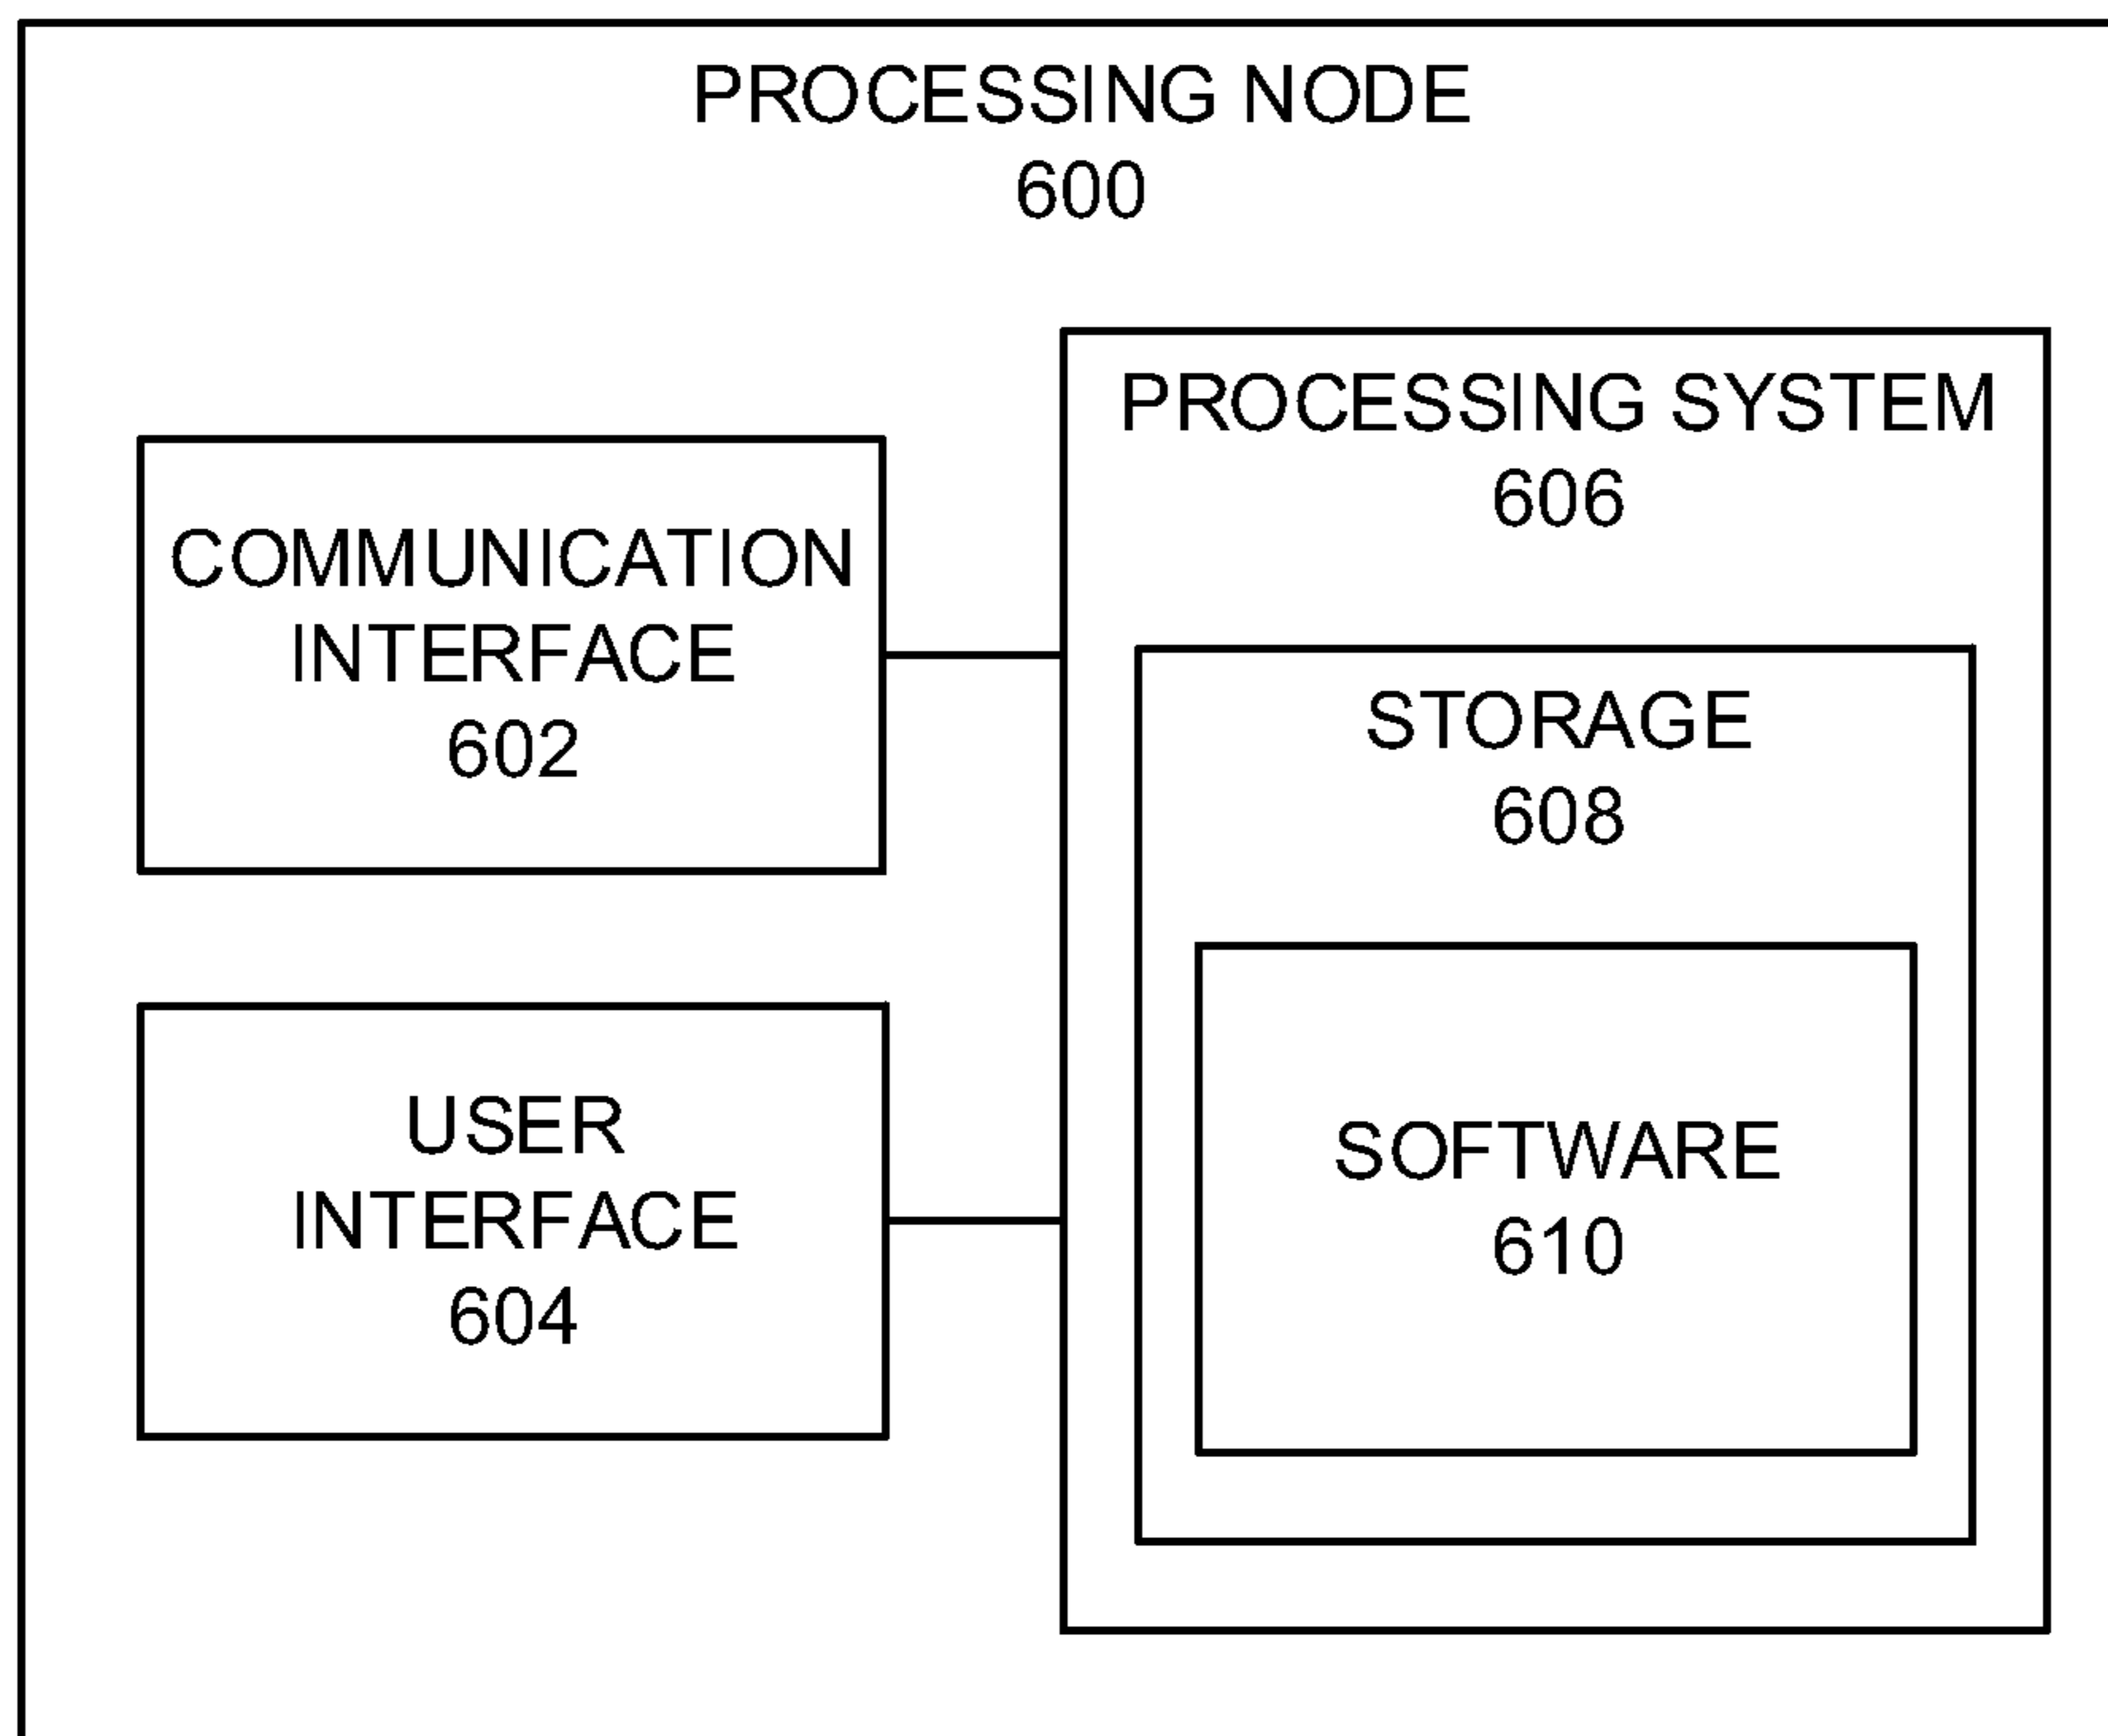 PROCESSING NODE
600
PROCESSING SYSTEM
606
COMMUNICATION
INTERFACE
602
STORAGE
608
USER
INTERFACE
604
SOFTWARE
610